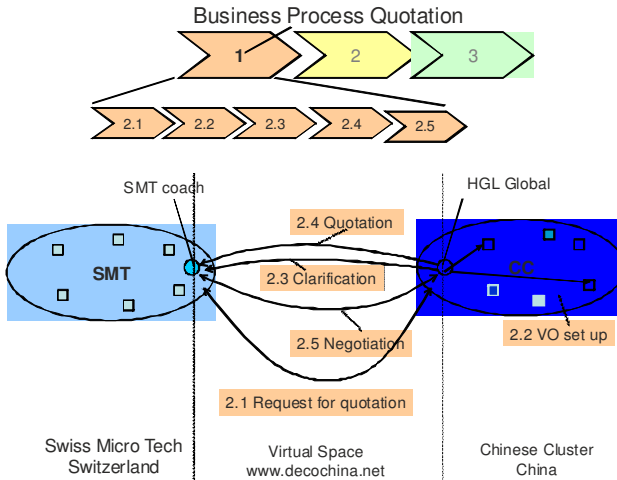 Business Process Quotation
1
2
3
2.1
2.2
2.3
2.4
2.5
SMT coach
HGL Global
2.4 Quotation
SMT
CC
2.3 Clarification
2.5 Negotiation
2.2 VO set up
2.1 Request for quotation
Swiss Micro Tech
Switzerland
Virtual Space
www.decochina.net
Chinese Cluster
China